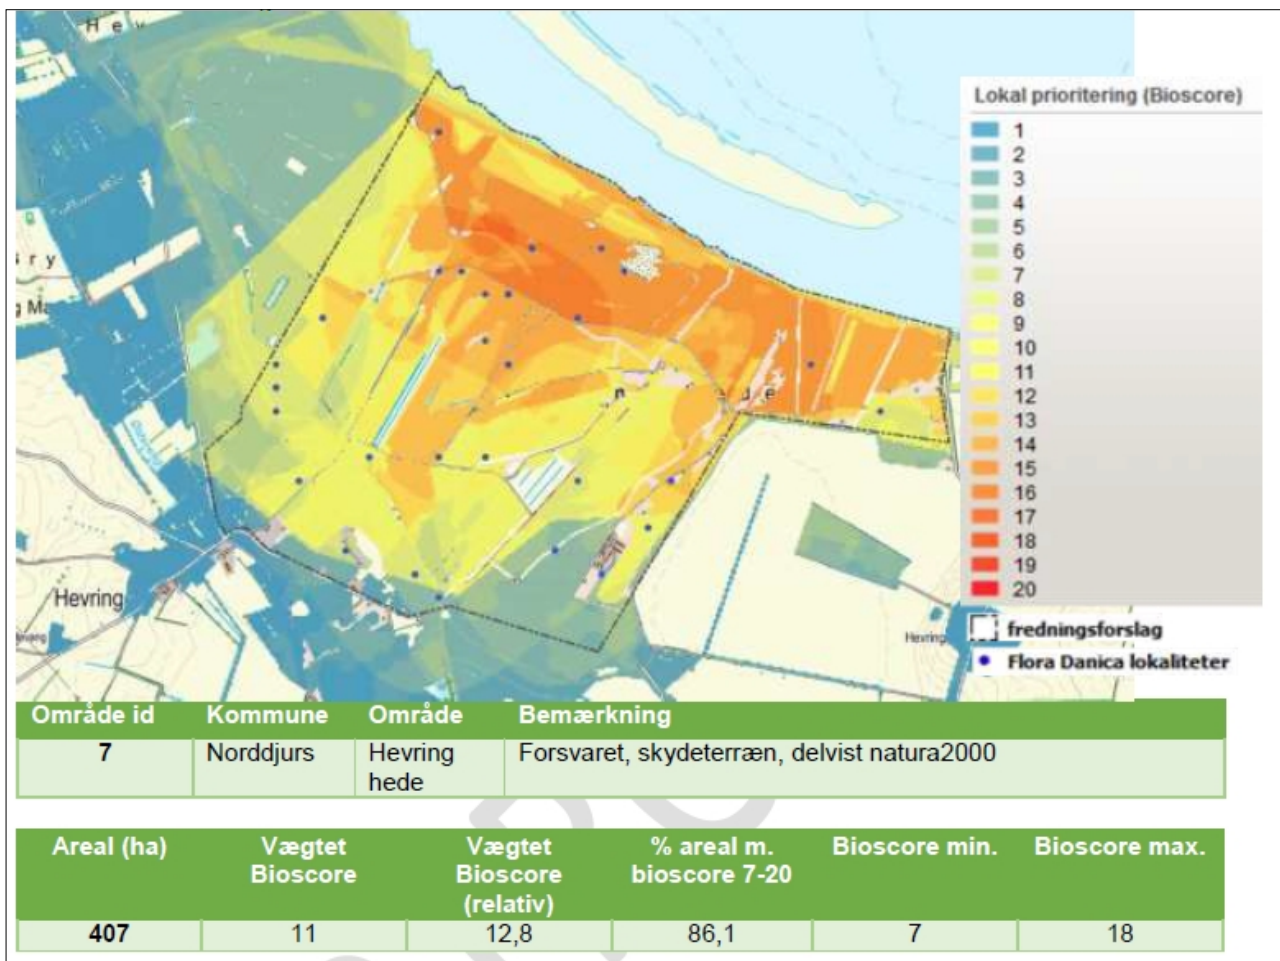 H e v
Lokal prioritering (Bioscore)
1
2
3
4
5
6
7
8
9
10
11
12
13
14
15
16
17
18
19
20
fredningsforslag
Flora Danica lokaliteter
Hevring
Hevring
Område id Kommune Område Bemærkning
7 Norddjurs Hevring hede Forsvaret, skydeterræn, delvist natura2000
Areal (ha) Vægtet Bioscore Vægtet Bioscore (relativ) % areal m. bioscore 7-20 Bioscore min. Bioscore max.
407 11 12,8 86,1 7 18